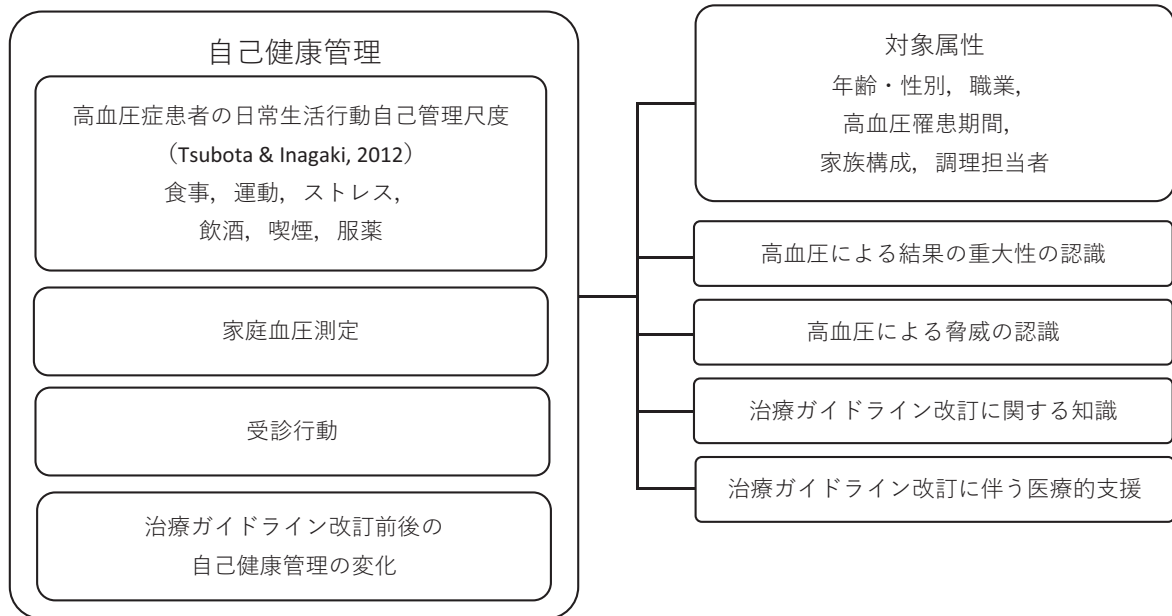 自己健康管理
高血圧症患者の日常生活行動自己管理尺度
（Tsubota & Inagaki, 2012）
食事，運動，ストレス，
飲酒，喫煙，服薬
家庭血圧測定
受診行動
治療ガイドライン改訂前後の
自己健康管理の変化
対象属性
年齢・性別，職業，
高血圧罹患期間，
家族構成，調理担当者
高血圧による結果の重大性の認識
高血圧による脅威の認識
治療ガイドライン改訂に関する知識
治療ガイドライン改訂に伴う医療的支援